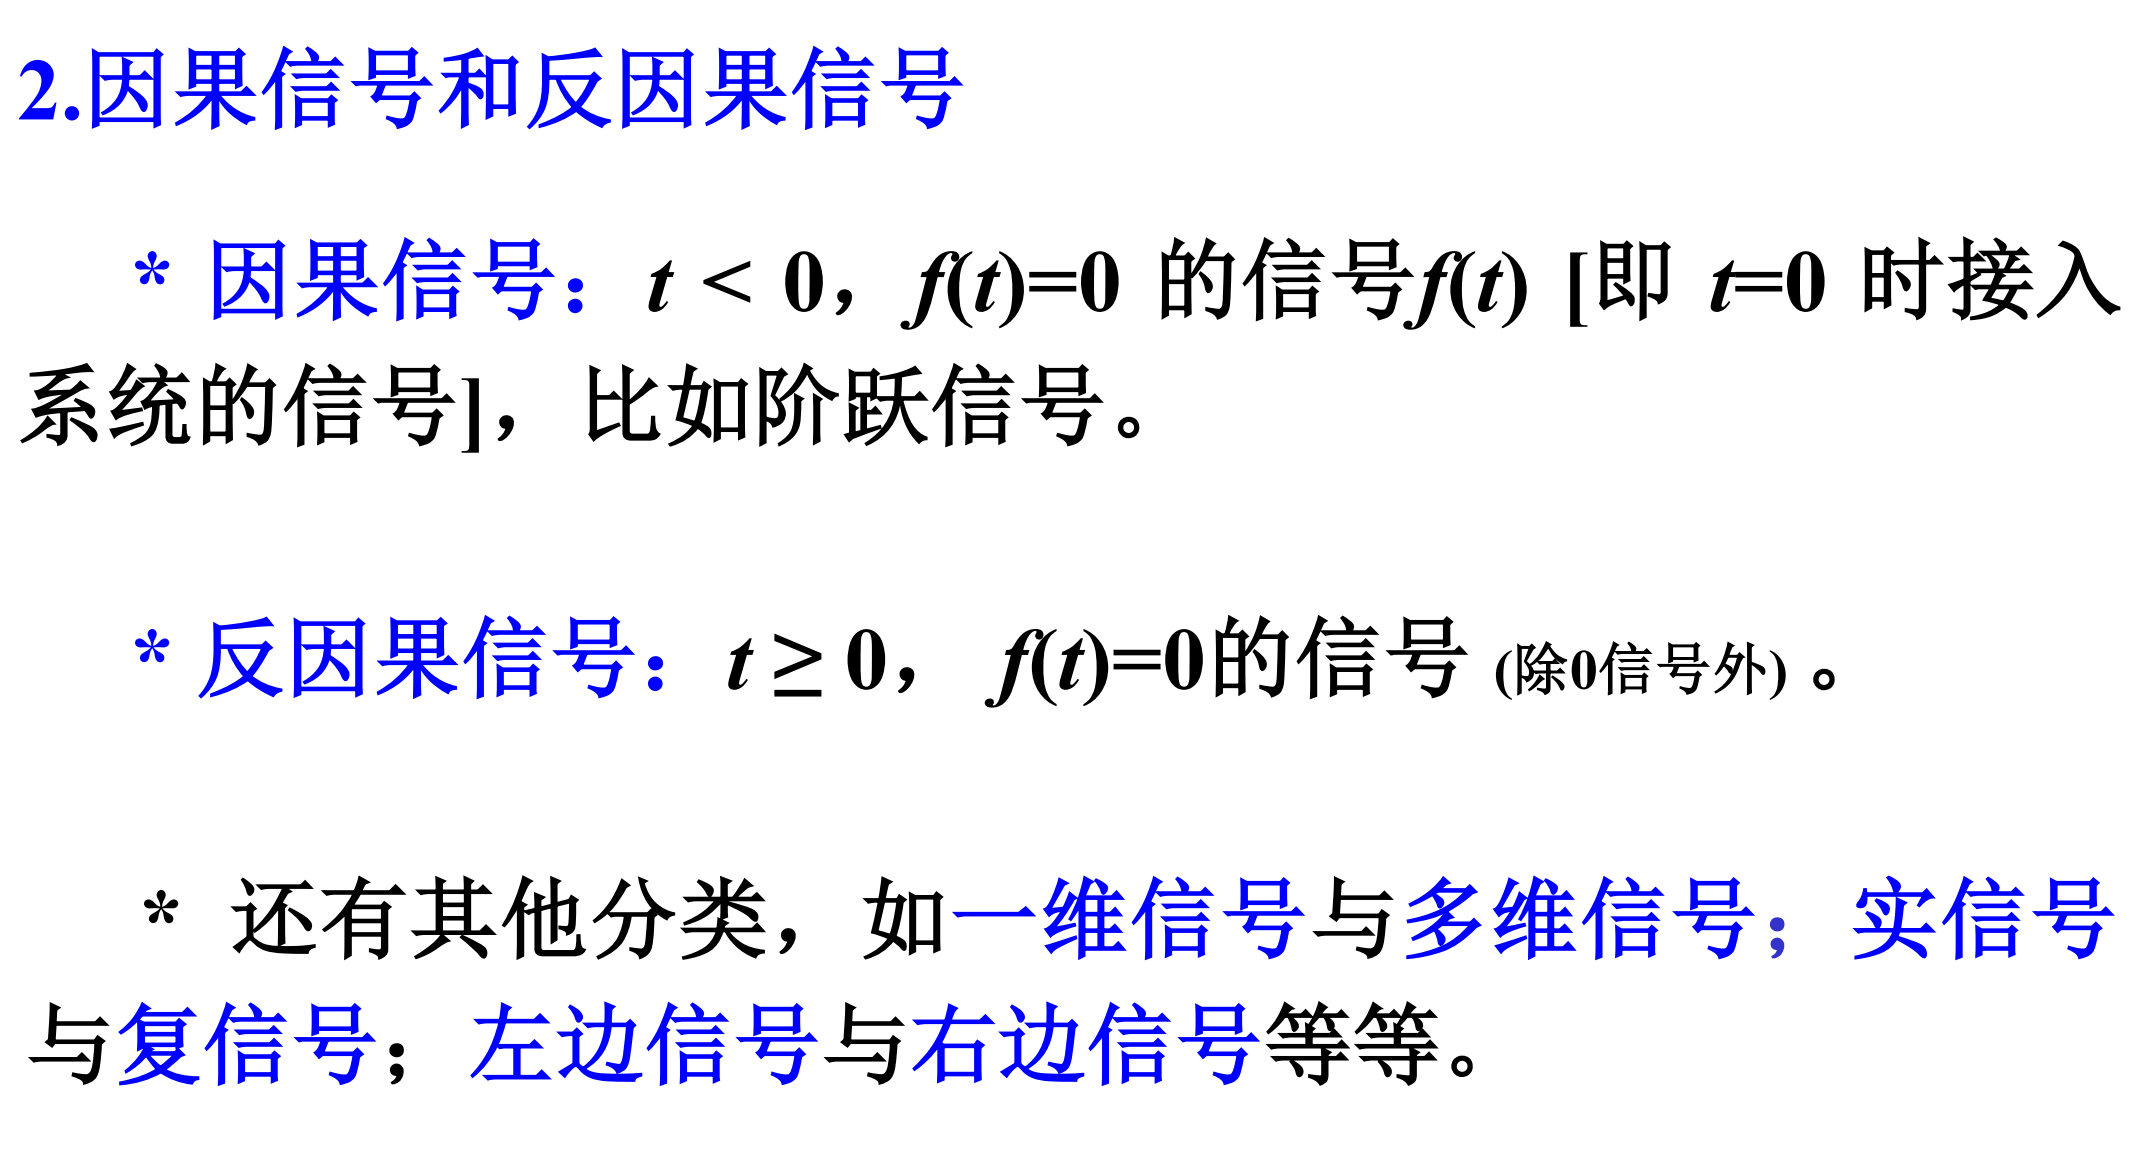 2.因果信号和反因果信号
* 因果信号：t < 0，f(t)=0 的信号f(t) [即 t=0 时接入
系统的信号]，比如阶跃信号。
* 反因果信号：t ≥ 0， f(t)=0的信号 (除0信号外) 。
* 还有其他分类，如一维信号与多维信号；实信号
与复信号；左边信号与右边信号等等。